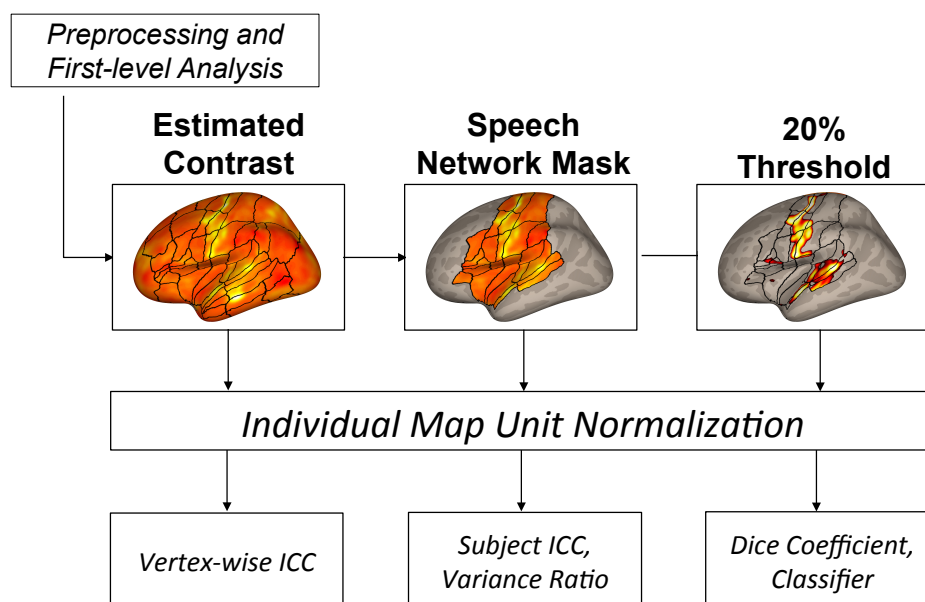 Preprocessing and
First-level Analysis
Estimated
Contrast
Speech
Network Mask
20%
Threshold
Individual Map Unit Normalization
Vertex-wise ICC
Subject ICC,
Variance Ratio
Dice Coefficient,
Classifier